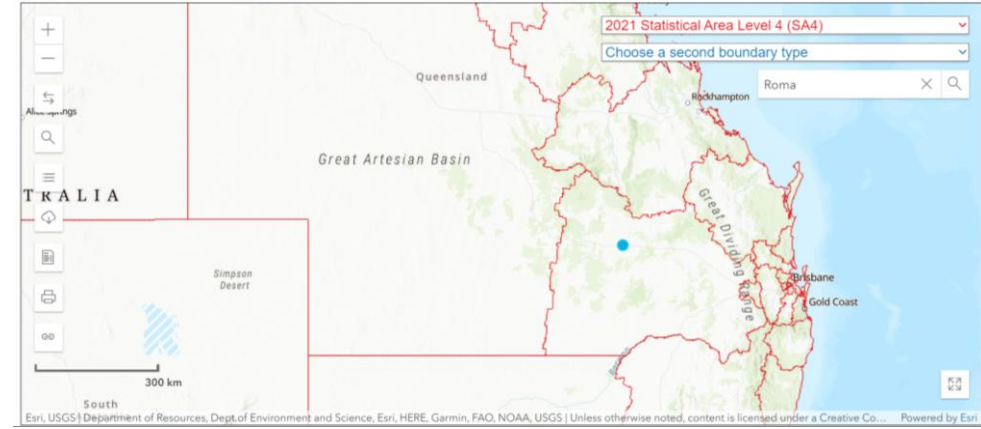 2021 Statistical Area Level 4 (SA4)
Choose a second boundary type
Roma
Queensland
Rockhampton
Alice Springs
Great Artesian Basin
TRALIA
Great Dividing Range
Simpson
Desert
Brisbane
Gold Coast
300 km
South
Esri, USGS | Department of Resources, Dept of Environment and Science, Esri, HERE, Garmin, FAO, NOAA, USGS | Unless otherwise noted, content is licensed under a Creative Co... Powered by Esri